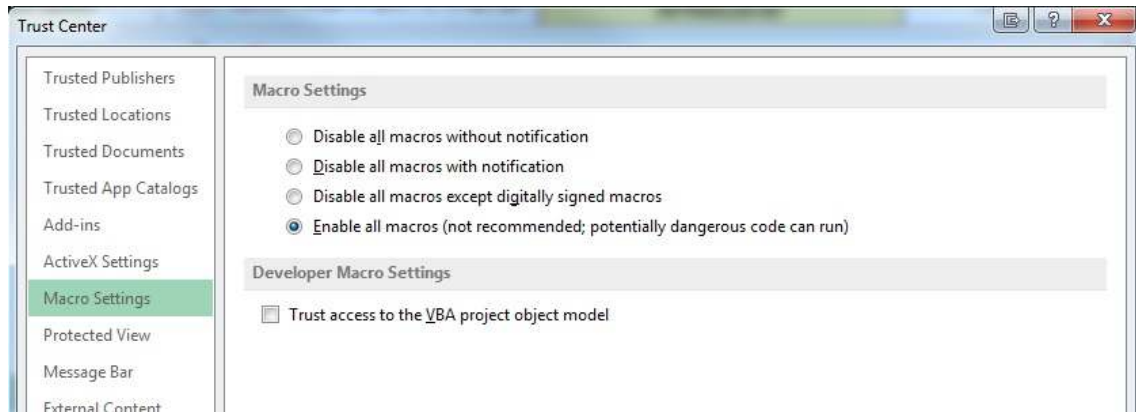 Trust Center
Trusted Publishers
Trusted Locations
Trusted Documents
Trusted App Catalogs
Add-ins
ActiveX Settings
Macro Settings
Protected View
Message Bar
External Content
Macro Settings
Disable all macros without notification
Disable all macros with notification
Disable all macros except digitally signed macros
Enable all macros (not recommended; potentially dangerous code can run)
Developer Macro Settings
Trust access to the VBA project object model